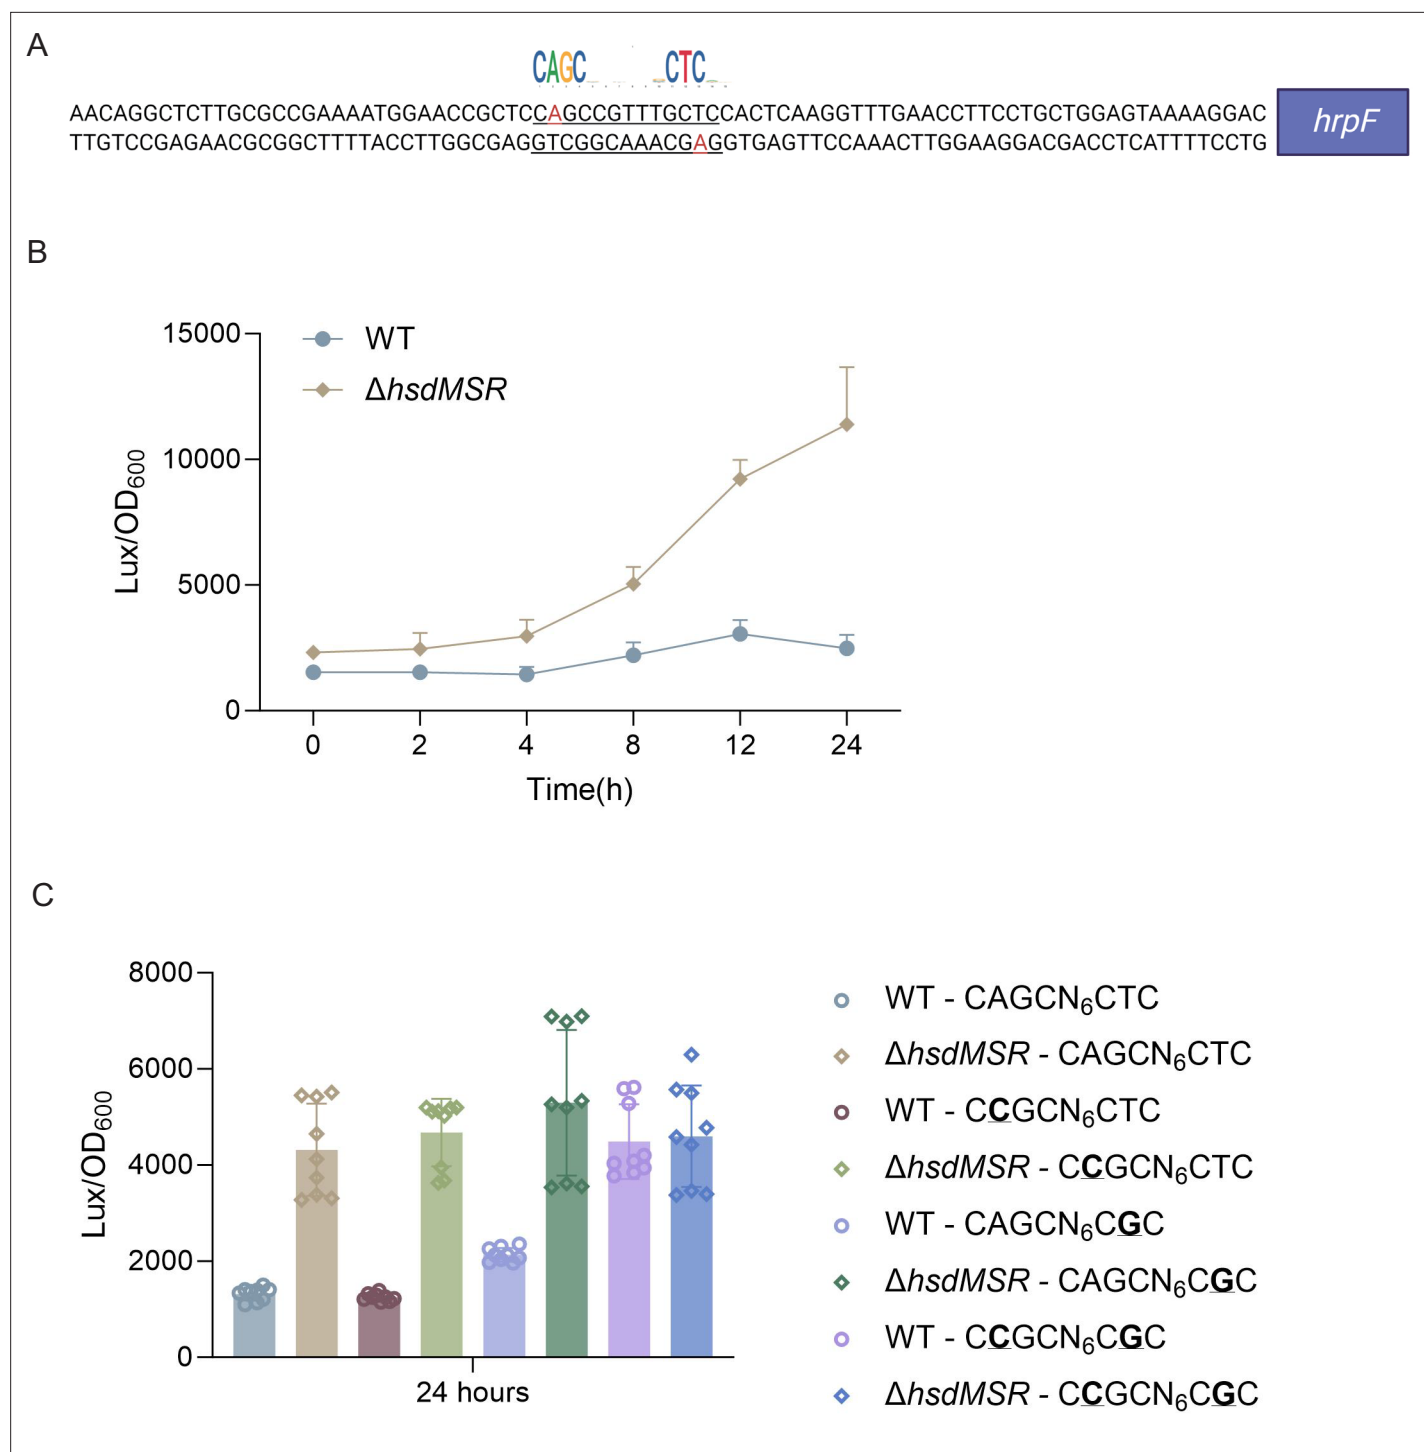 A
CAGC CTC
AACAGGCTCTTGCGCCGAAAATGGAACCGCTCCAGCCGTTTGCTCCACTCAAGGTTTGAACCTTCCTGCTGGAGTAAAAGGAC
TTGTCCGAGAACGCGGCTTTTACCTTGGCGAGGTCGGCAAACGAGGTGAGTTCCAAACTTGGAAGGACGACCTCATTTTCCTG
hrpF
B
15000
10000
5000
0
Lux/OD600
WT
ΔhsdMSR
0 2 4 8 12 24
Time(h)
C
8000
6000
4000
2000
0
Lux/OD600
24 hours
WT - CAGCN6CTC
ΔhsdMSR - CAGCN6CTC
WT - CCGCN6CTC
ΔhsdMSR - CCGCN6CTC
WT - CAGCN6CGC
ΔhsdMSR - CAGCN6CGC
WT - CCGCN6CGC
ΔhsdMSR - CCGCN6CGC